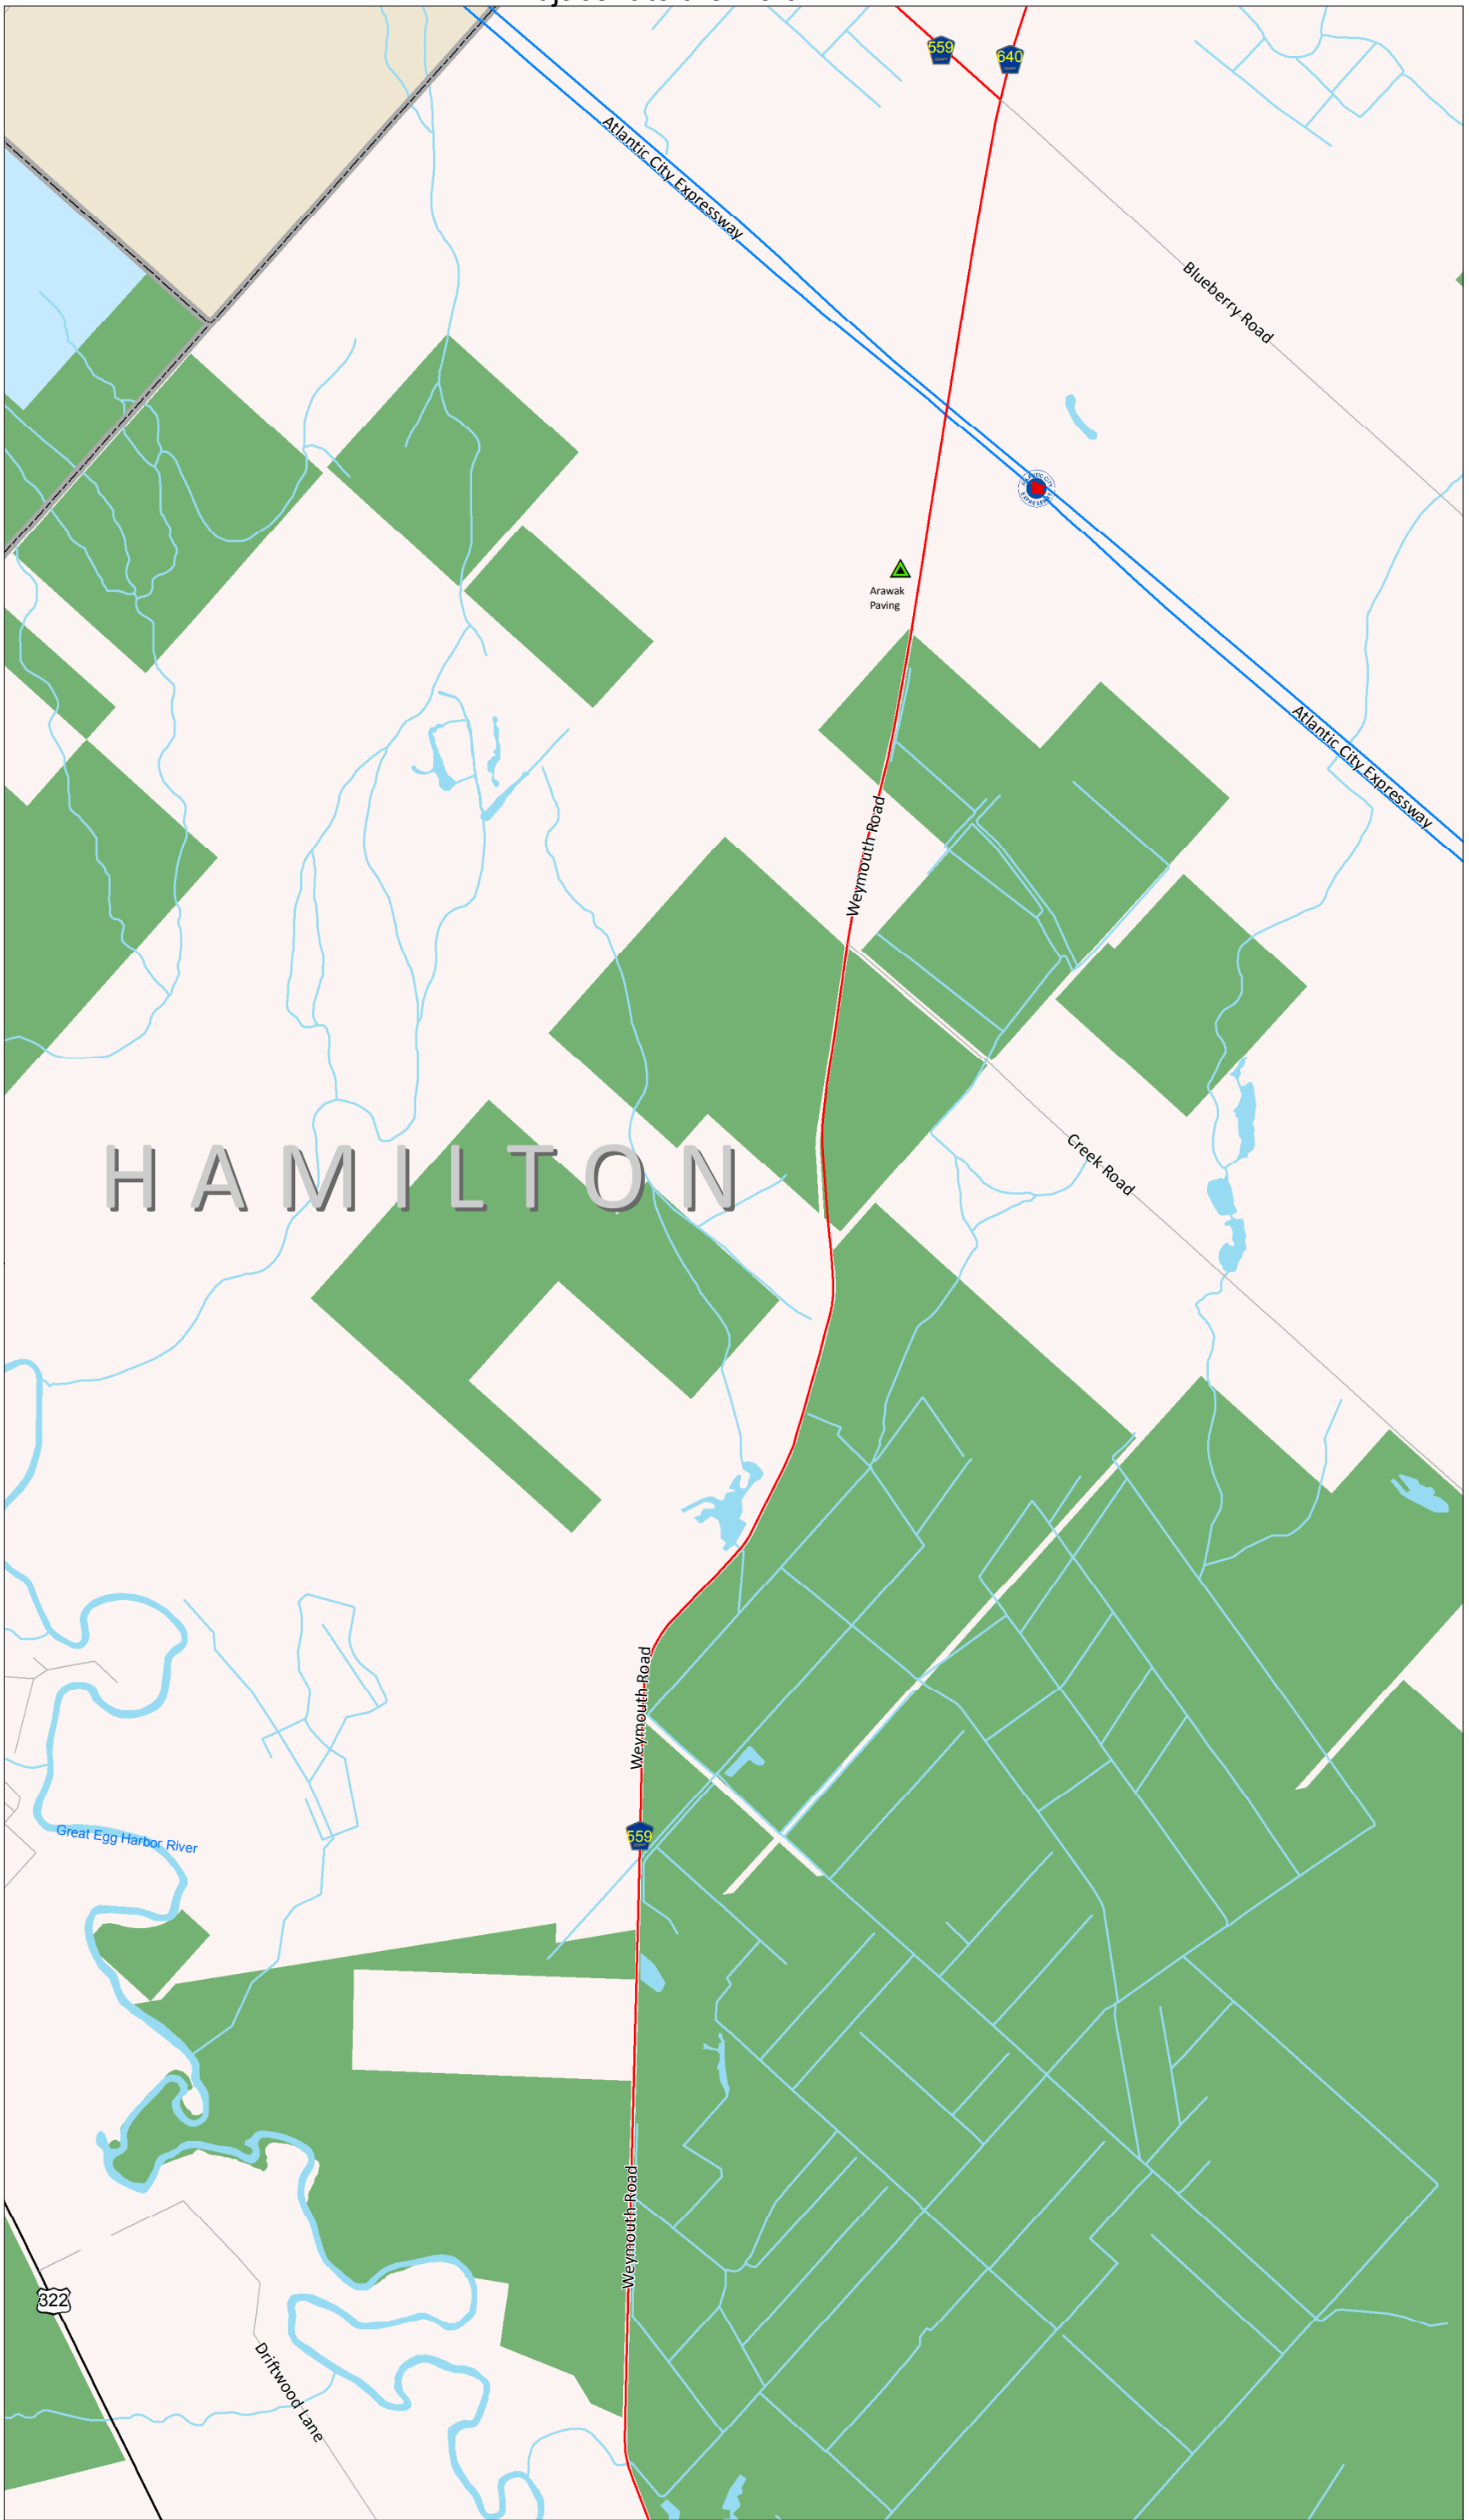 559
640
Atlantic City Expressway
Blueberry Road
Arawak
Paving
Atlantic City Expressway
Weymouth Road
Creek Road
HAMILTON
Weymouth Road
559
Great Egg Harbor River
Weymouth Road
322
Driftwood Lane